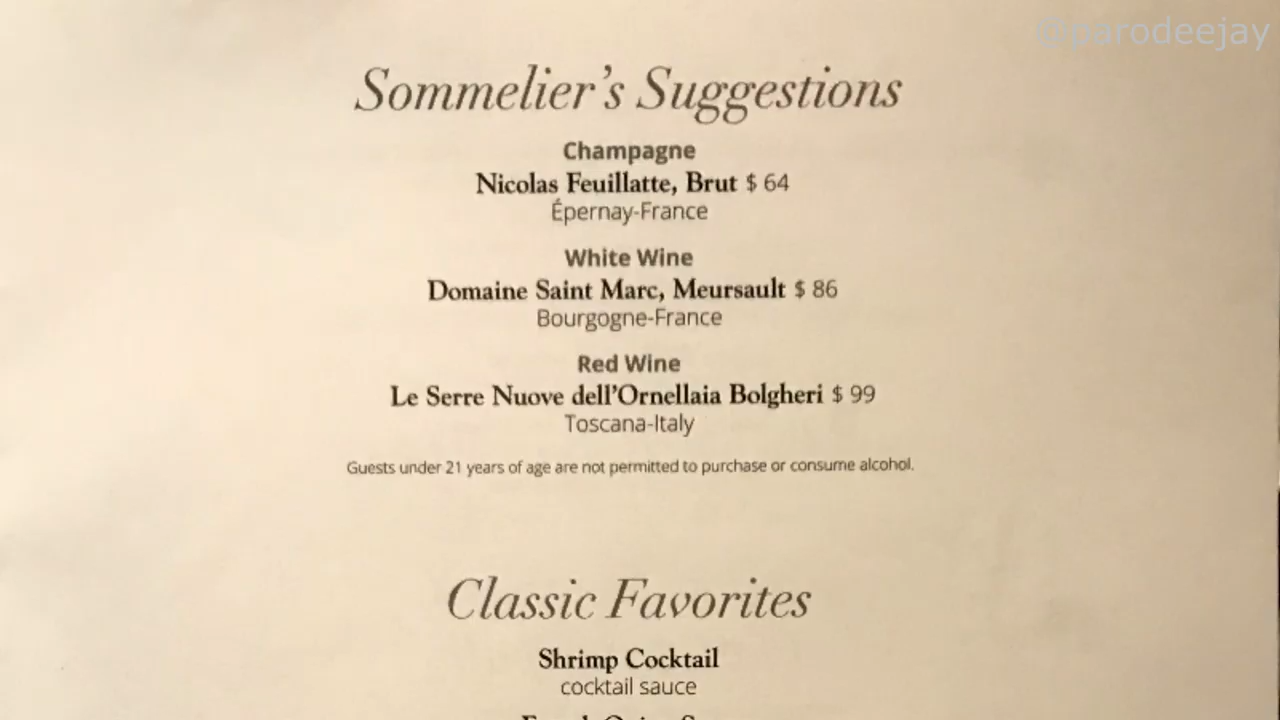 @parodeejay
Sommelier's Suggestions
Champagne
Nicolas Feuillatte, Brut $ 64
Épernay-France
White Wine
Domaine Saint Marc, Meursault $ 86
Bourgogne-France
Red Wine
Le Serre Nuove dell'Ornellaia Bolgheri $ 99
Toscana-Italy
Guests under 21 years of age are not permitted to purchase or consume alcohol.
Classic Favorites
Shrimp Cocktail
cocktail sauce